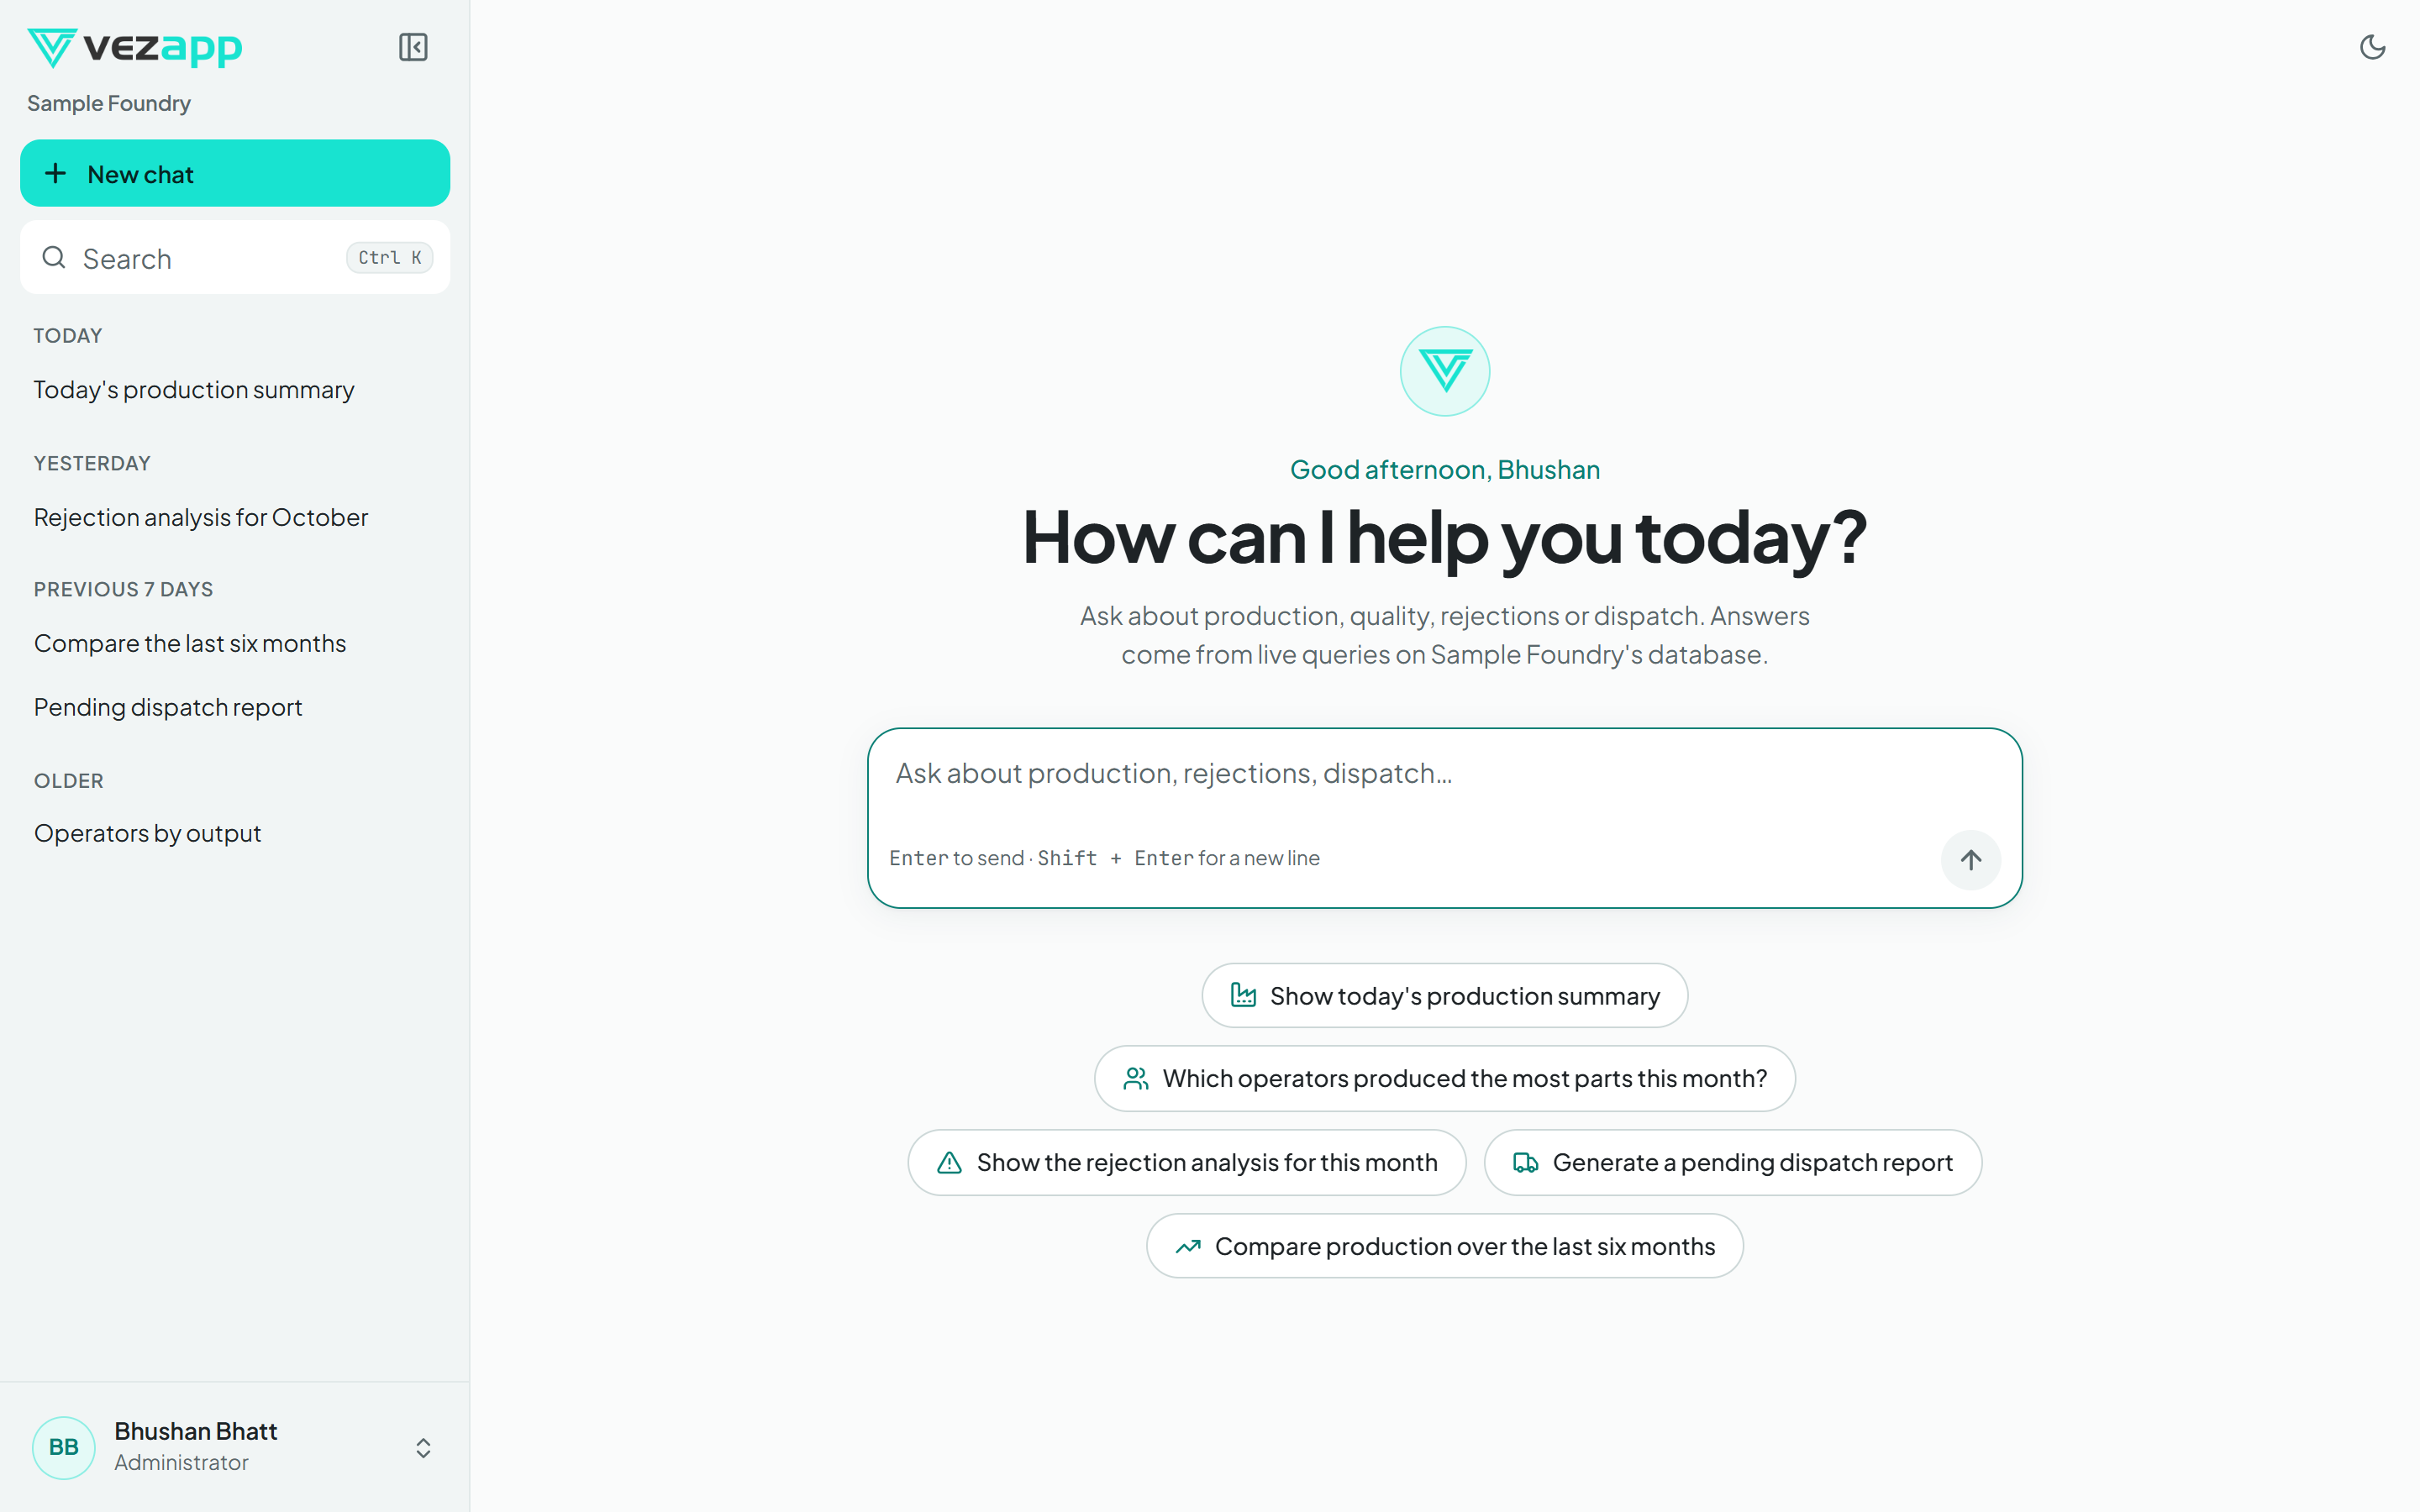 vezapp
Sample Foundry
New chat
Search
Ctrl K
TODAY
Today's production summary
YESTERDAY
Rejection analysis for October
PREVIOUS 7 DAYS
Compare the last six months
Pending dispatch report
OLDER
Operators by output
BB
Bhushan Bhatt
Administrator
Good afternoon, Bhushan
How can I help you today?
Ask about production, quality, rejections or dispatch. Answers
come from live queries on Sample Foundry's database.
Ask about production, rejections, dispatch...
Enter to send · Shift + Enter for a new line
Show today's production summary
Which operators produced the most parts this month?
Show the rejection analysis for this month
Generate a pending dispatch report
Compare production over the last six months